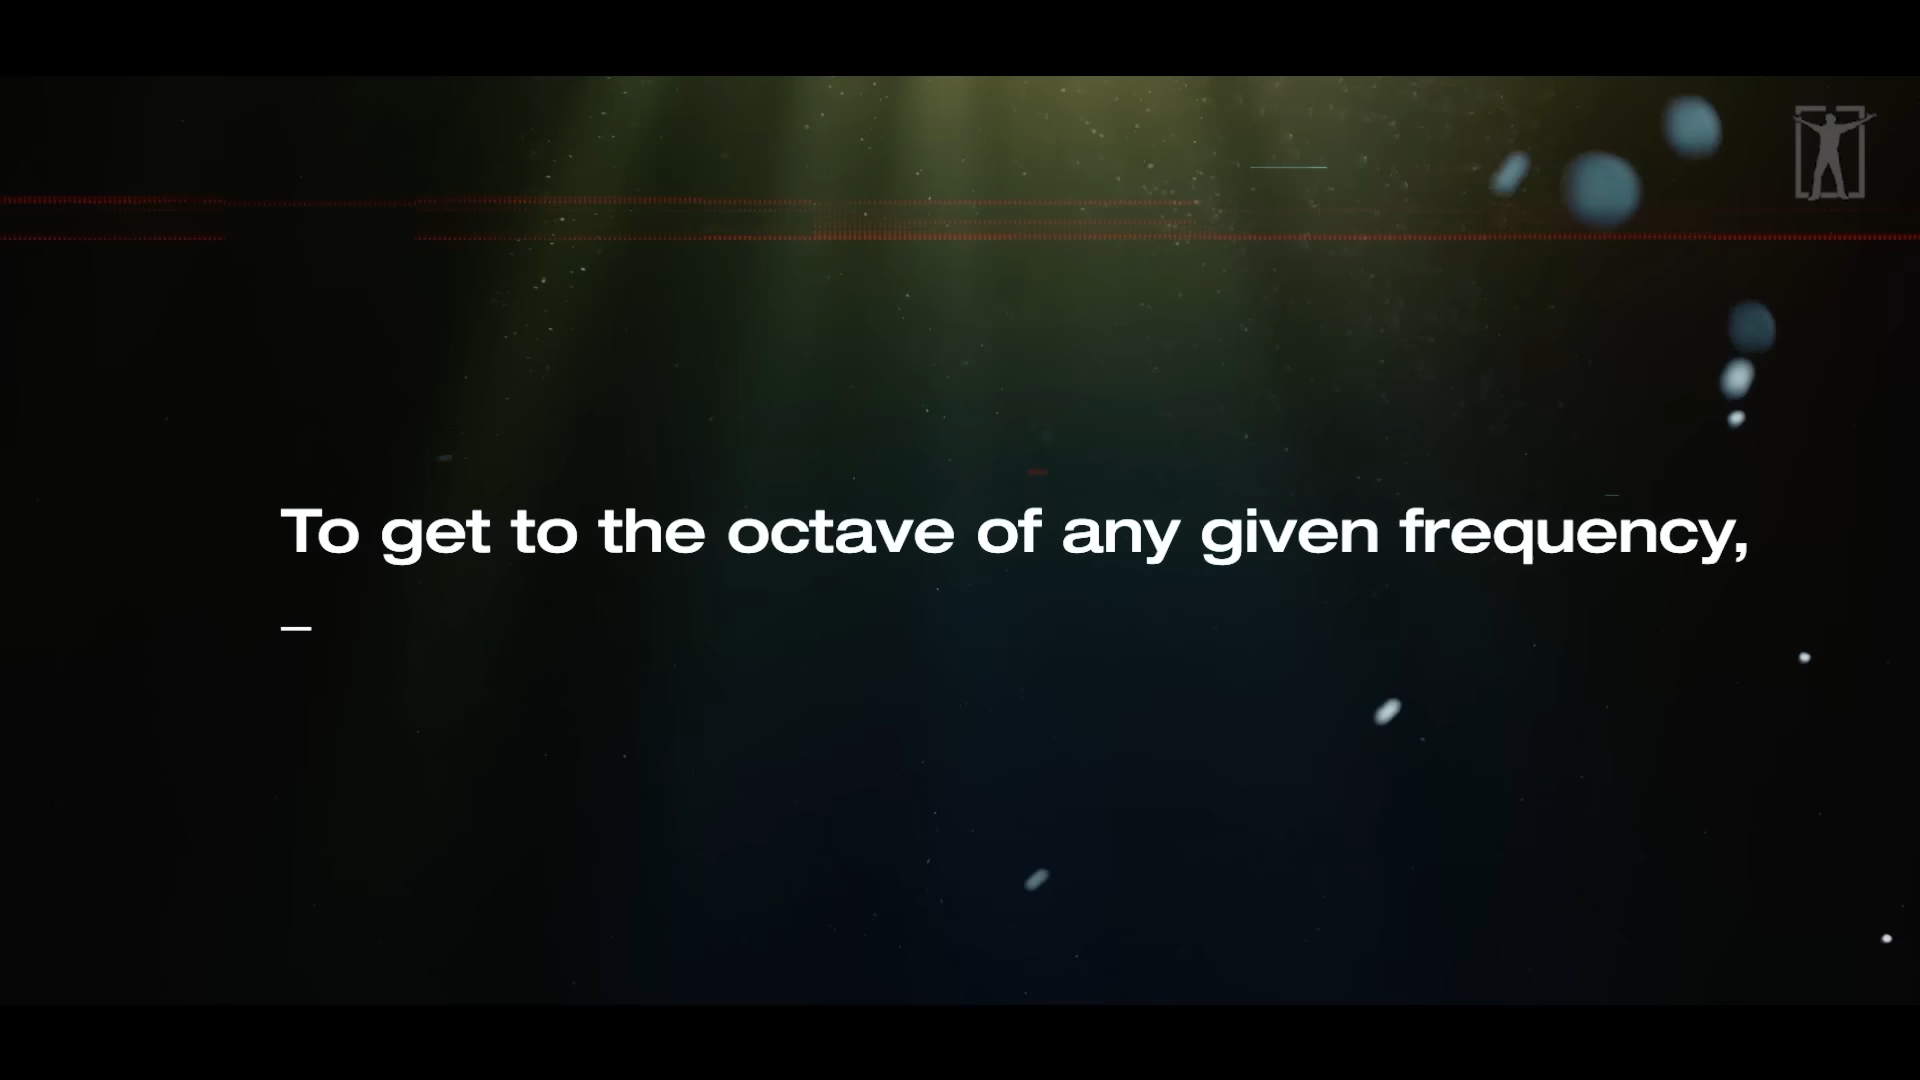 To get to the octave of any given frequency,
_